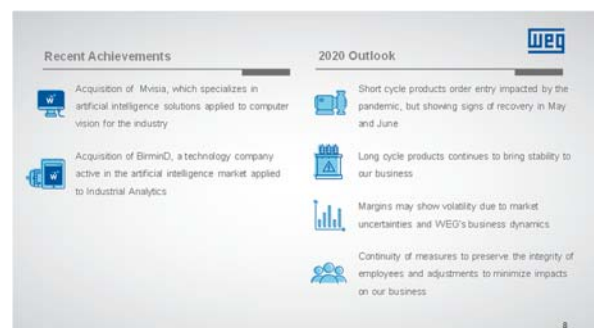 weg
Recent Achievements
Acquisition of Mvisia, which specializes in
artificial intelligence solutions applied to computer
vision for the industry
Acquisition of BirminD, a technology company
active in the artificial intelligence market applied
to Industrial Analytics
2020 Outlook
Short cycle products order entry impacted by the
pandemic, but showing signs of recovery in May
and June
Long cycle products continues to bring stability to
our business
Margins may show volatility due to market
uncertainties and WEG's business dynamics
Continuity of measures to preserve the integrity of
employees and adjustments to minimize impacts
on our business